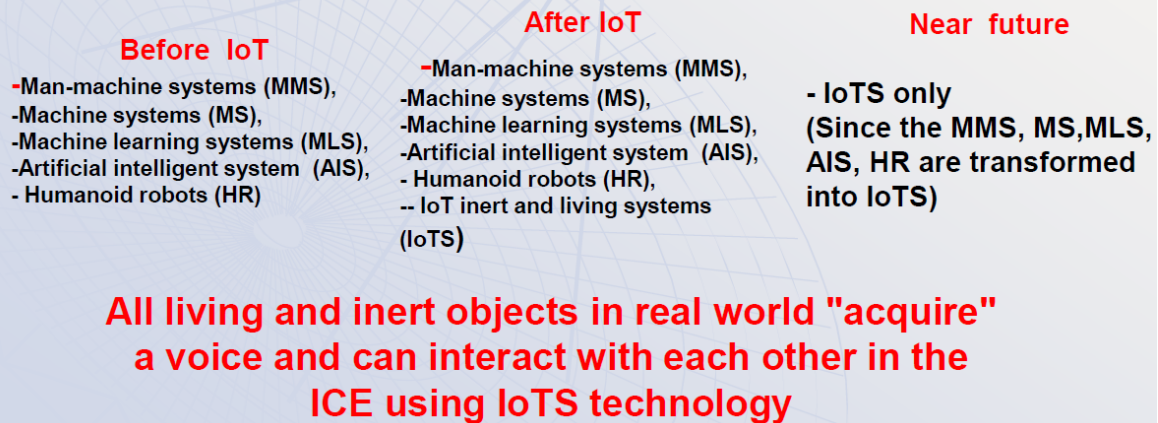 Before IoT
-Man-machine systems (MMS),
-Machine systems (MS),
-Machine learning systems (MLS),
-Artificial intelligent system (AIS),
- Humanoid robots (HR)
After IoT
-Man-machine systems (MMS),
-Machine systems (MS),
-Machine learning systems (MLS),
-Artificial intelligent system (AIS),
- Humanoid robots (HR),
-- IoT inert and living systems
(IoTS)
Near future
- IoTS only
(Since the MMS, MS,MLS,
AIS, HR are transformed
into IoTS)
All living and inert objects in real world "acquire"
a voice and can interact with each other in the
ICE using IoTS technology